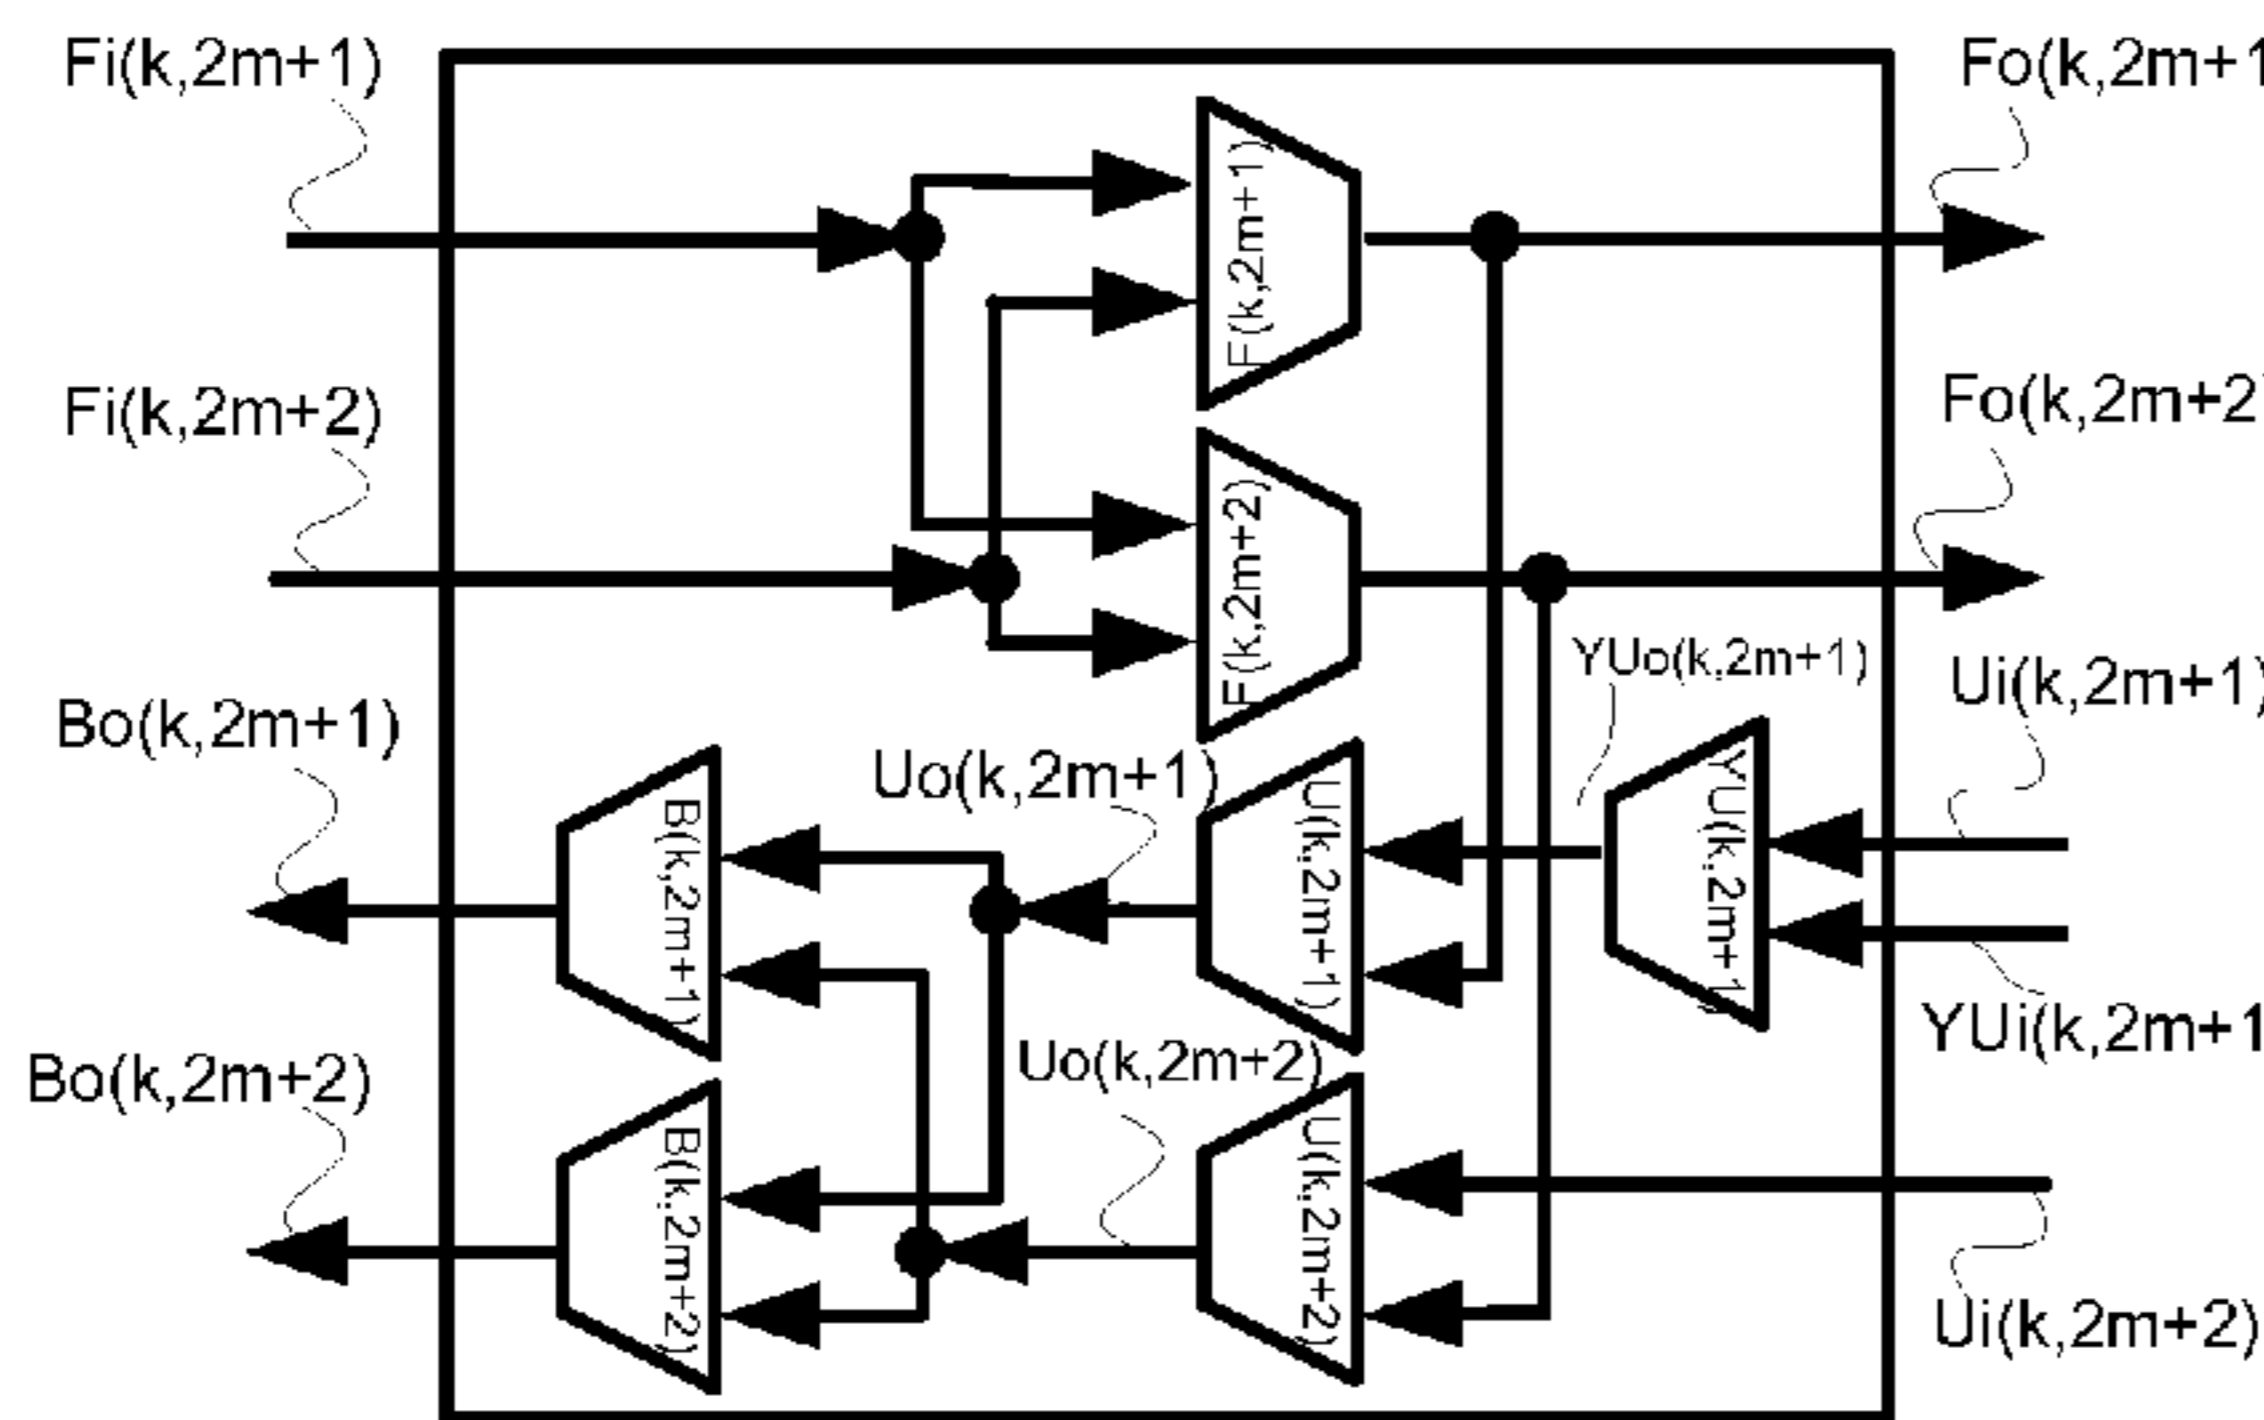 Fi(k,2m+1)
Fo(k,2m+1
F(k,2m+1)
Fi(k,2m+2)
Fo(k,2m+2)
F(k,2m+2)
YUo(k,2m+1)
Ui(k,2m+1)
Bo(k,2m+1)
Uo(k,2m+1)
B(k,2m+1)
U(k,2m+1)
YU(k,2m+1)
YUi(k,2m+1
Bo(k,2m+2)
Uo(k,2m+2)
B(k,2m+2)
U(k,2m+2)
Ui(k,2m+2)